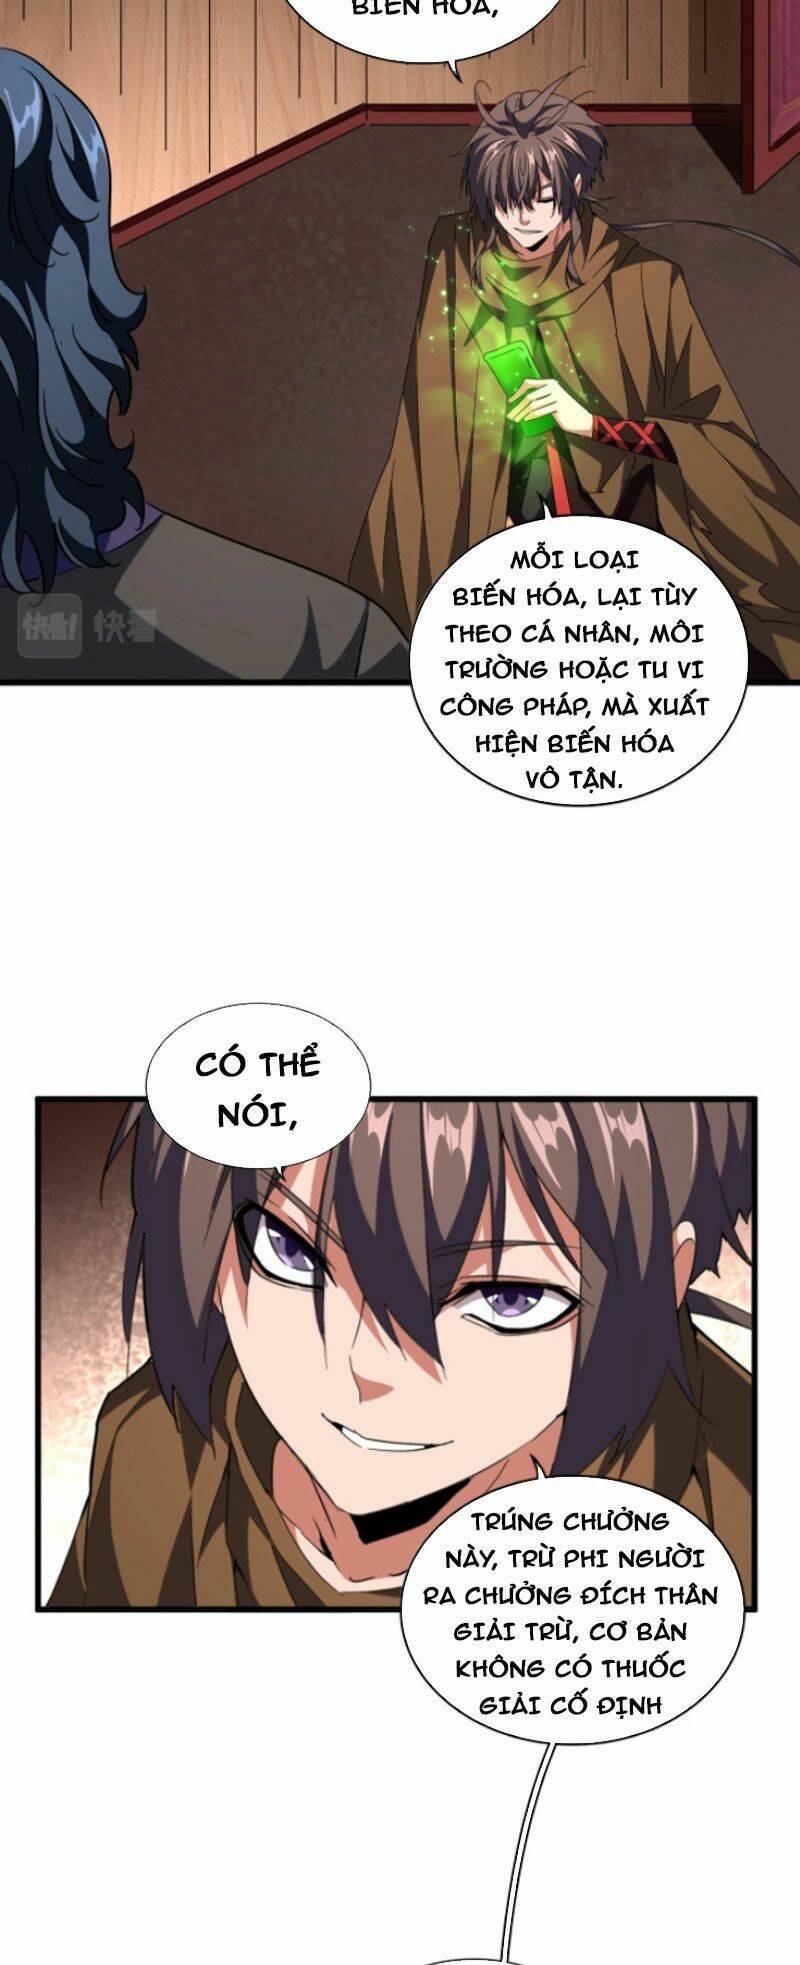 BIẾN HÓA,
MỖI LOẠI
BIẾN HÓA, LẠI TÙY
THEO CÁ NHÂN, MÔI
TRƯỜNG HOẶC TU VI
CÔNG PHÁP, MÀ XUẤT
HIỆN BIẾN HÓA
VÔ TẬN.
快看! 快看
CÓ THỂ
NÓI,
TRÚNG CHƯỞNG
NÀY, TRỪ PHI NGƯỜI
RA CHƯỞNG ĐÍCH THÂN
GIẢI TRỪ, CƠ BẢN
KHÔNG CÓ THUỐC
GIẢI CỐ ĐỊNH